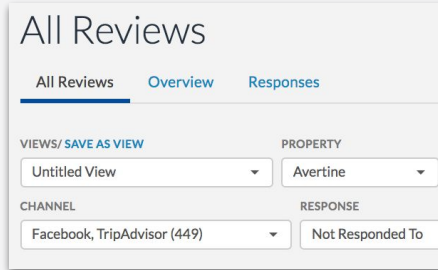 All Reviews
All Reviews Overview Responses
VIEWS/ SAVE AS VIEW PROPERTY
Untitled View Avertine
CHANNEL RESPONSE
Facebook, TripAdvisor (449) Not Responded To